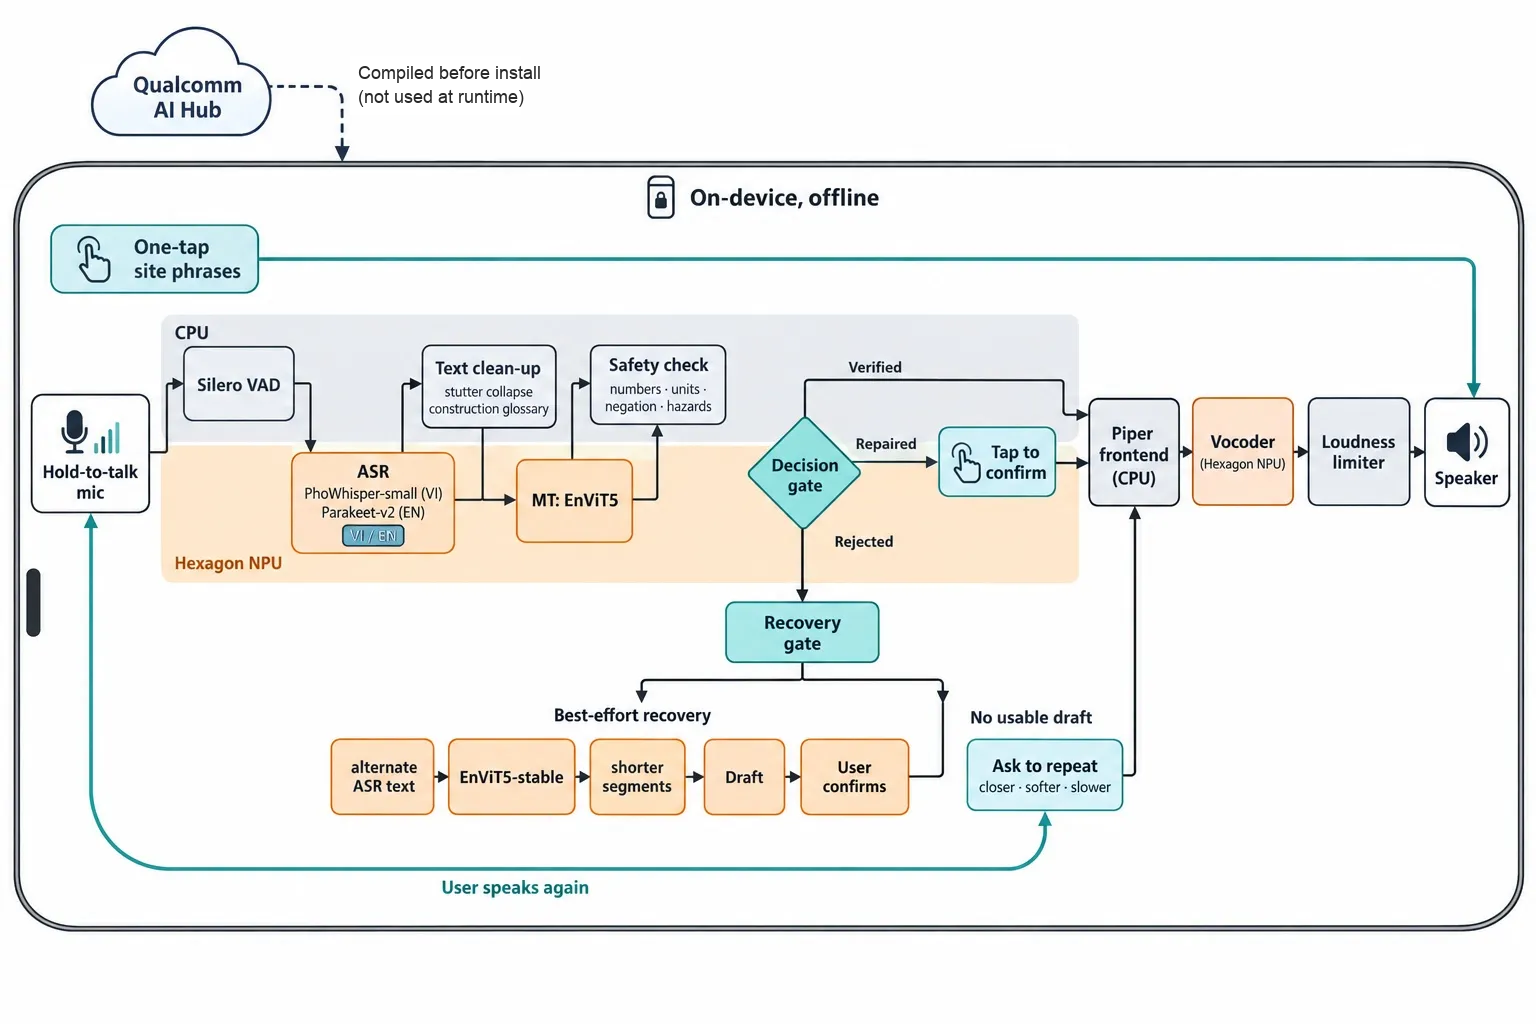 Qualcomm
AI Hub
Compiled before install
(not used at runtime)
On-device, offline
One-tap
site phrases
CPU
Silero VAD
Text clean-up
stutter collapse
construction glossary
Safety check
numbers · units ·
negation · hazards
Verified
Hold-to-talk
mic
ASR
PhoWhisper-small (VI)
Parakeet-v2 (EN)
VI / EN
MT: EnViT5
Decision
gate
Repaired
Tap to
confirm
Piper
frontend
(CPU)
Vocoder
(Hexagon NPU)
Loudness
limiter
Speaker
Hexagon NPU
Rejected
Recovery
gate
Best-effort recovery
No usable draft
alternate
ASR text
EnViT5-stable
shorter
segments
Draft
User
confirms
Ask to repeat
closer · softer · slower
User speaks again